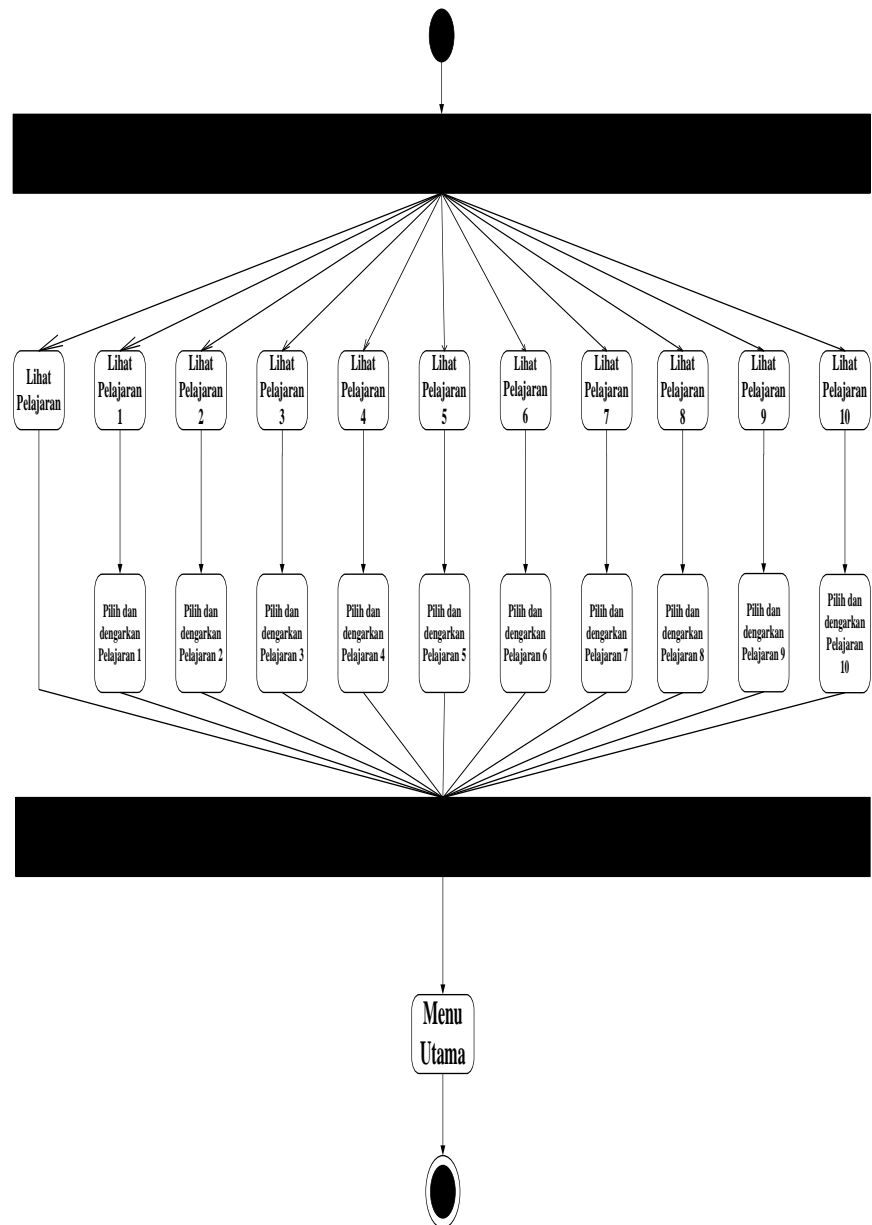 Lihat
Pelajaran
Lihat
Pelajaran
1
Lihat
Pelajaran
2
Lihat
Pelajaran
3
Lihat
Pelajaran
4
Lihat
Pelajaran
5
Lihat
Pelajaran
6
Lihat
Pelajaran
7
Lihat
Pelajaran
8
Lihat
Pelajaran
9
Lihat
Pelajaran
10
Pilih dan
dengarkan
Pelajaran 1
Pilih dan
dengarkan
Pelajaran 2
Pilih dan
dengarkan
Pelajaran 3
Pilih dan
dengarkan
Pelajaran 4
Pilih dan
dengarkan
Pelajaran 5
Pilih dan
dengarkan
Pelajaran 6
Pilih dan
dengarkan
Pelajaran 7
Pilih dan
dengarkan
Pelajaran 8
Pilih dan
dengarkan
Pelajaran 9
Pilih dan
dengarkan
Pelajaran
10
Menu
Utama